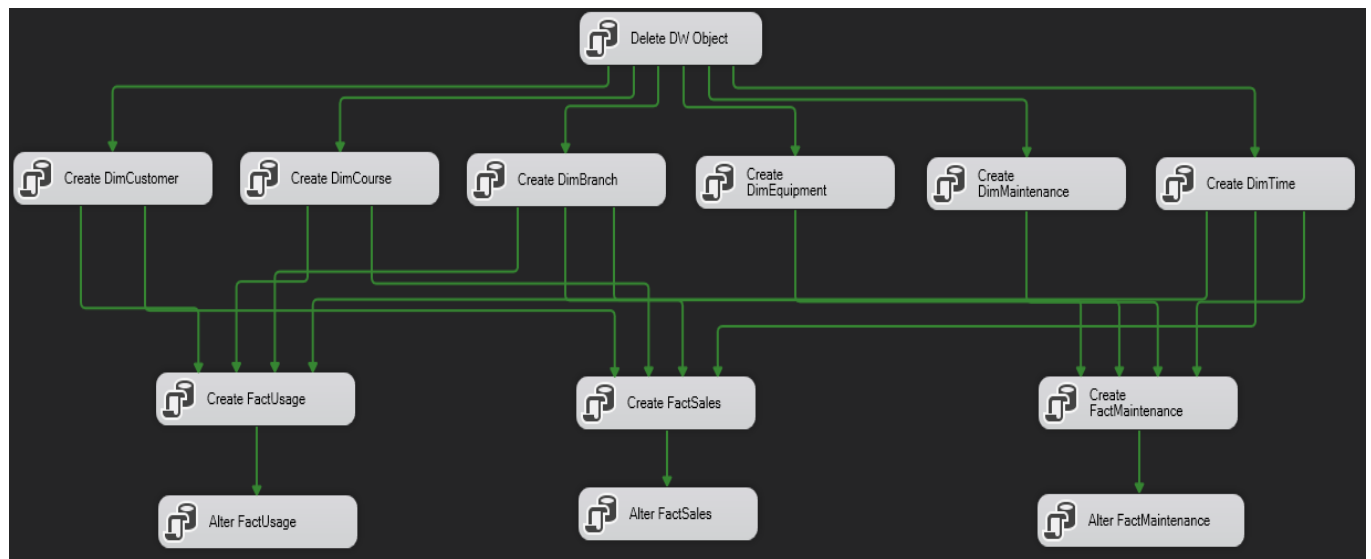 Delete DW Object
Create DimCustomer
Create DimCourse
Create DimBranch
Create
DimEquipment
Create
DimMaintenance
Create DimTime
Create FactUsage
Create FactSales
Create
FactMaintenance
Alter FactUsage
Alter FactSales
Alter FactMaintenance